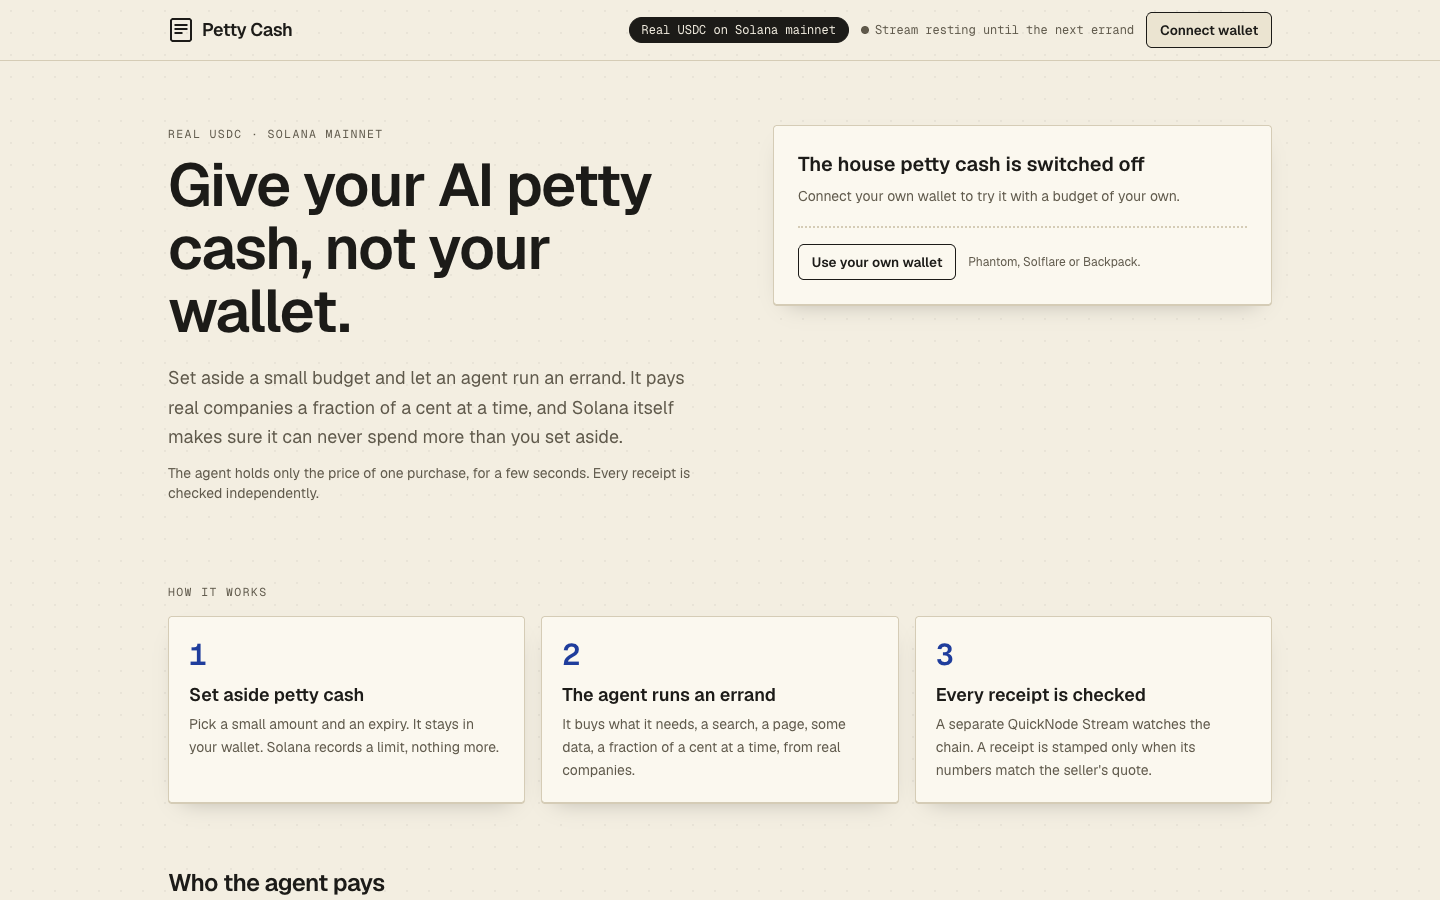 Petty Cash
Real USDC on Solana mainnet
Stream resting until the next errand
Connect wallet
REAL USDC · SOLANA MAINNET
Give your AI petty
cash, not your
wallet.
Set aside a small budget and let an agent run an errand. It pays
real companies a fraction of a cent at a time, and Solana itself
makes sure it can never spend more than you set aside.
The agent holds only the price of one purchase, for a few seconds. Every receipt is
checked independently.
The house petty cash is switched off
Connect your own wallet to try it with a budget of your own.
Use your own wallet
Phantom, Solflare or Backpack.
HOW IT WORKS
1
Set aside petty cash
Pick a small amount and an expiry. It stays in
your wallet. Solana records a limit, nothing more.
2
The agent runs an errand
It buys what it needs, a search, a page, some
data, a fraction of a cent at a time, from real
companies.
3
Every receipt is checked
A separate QuickNode Stream watches the
chain. A receipt is stamped only when its
numbers match the seller's quote.
Who the agent pays